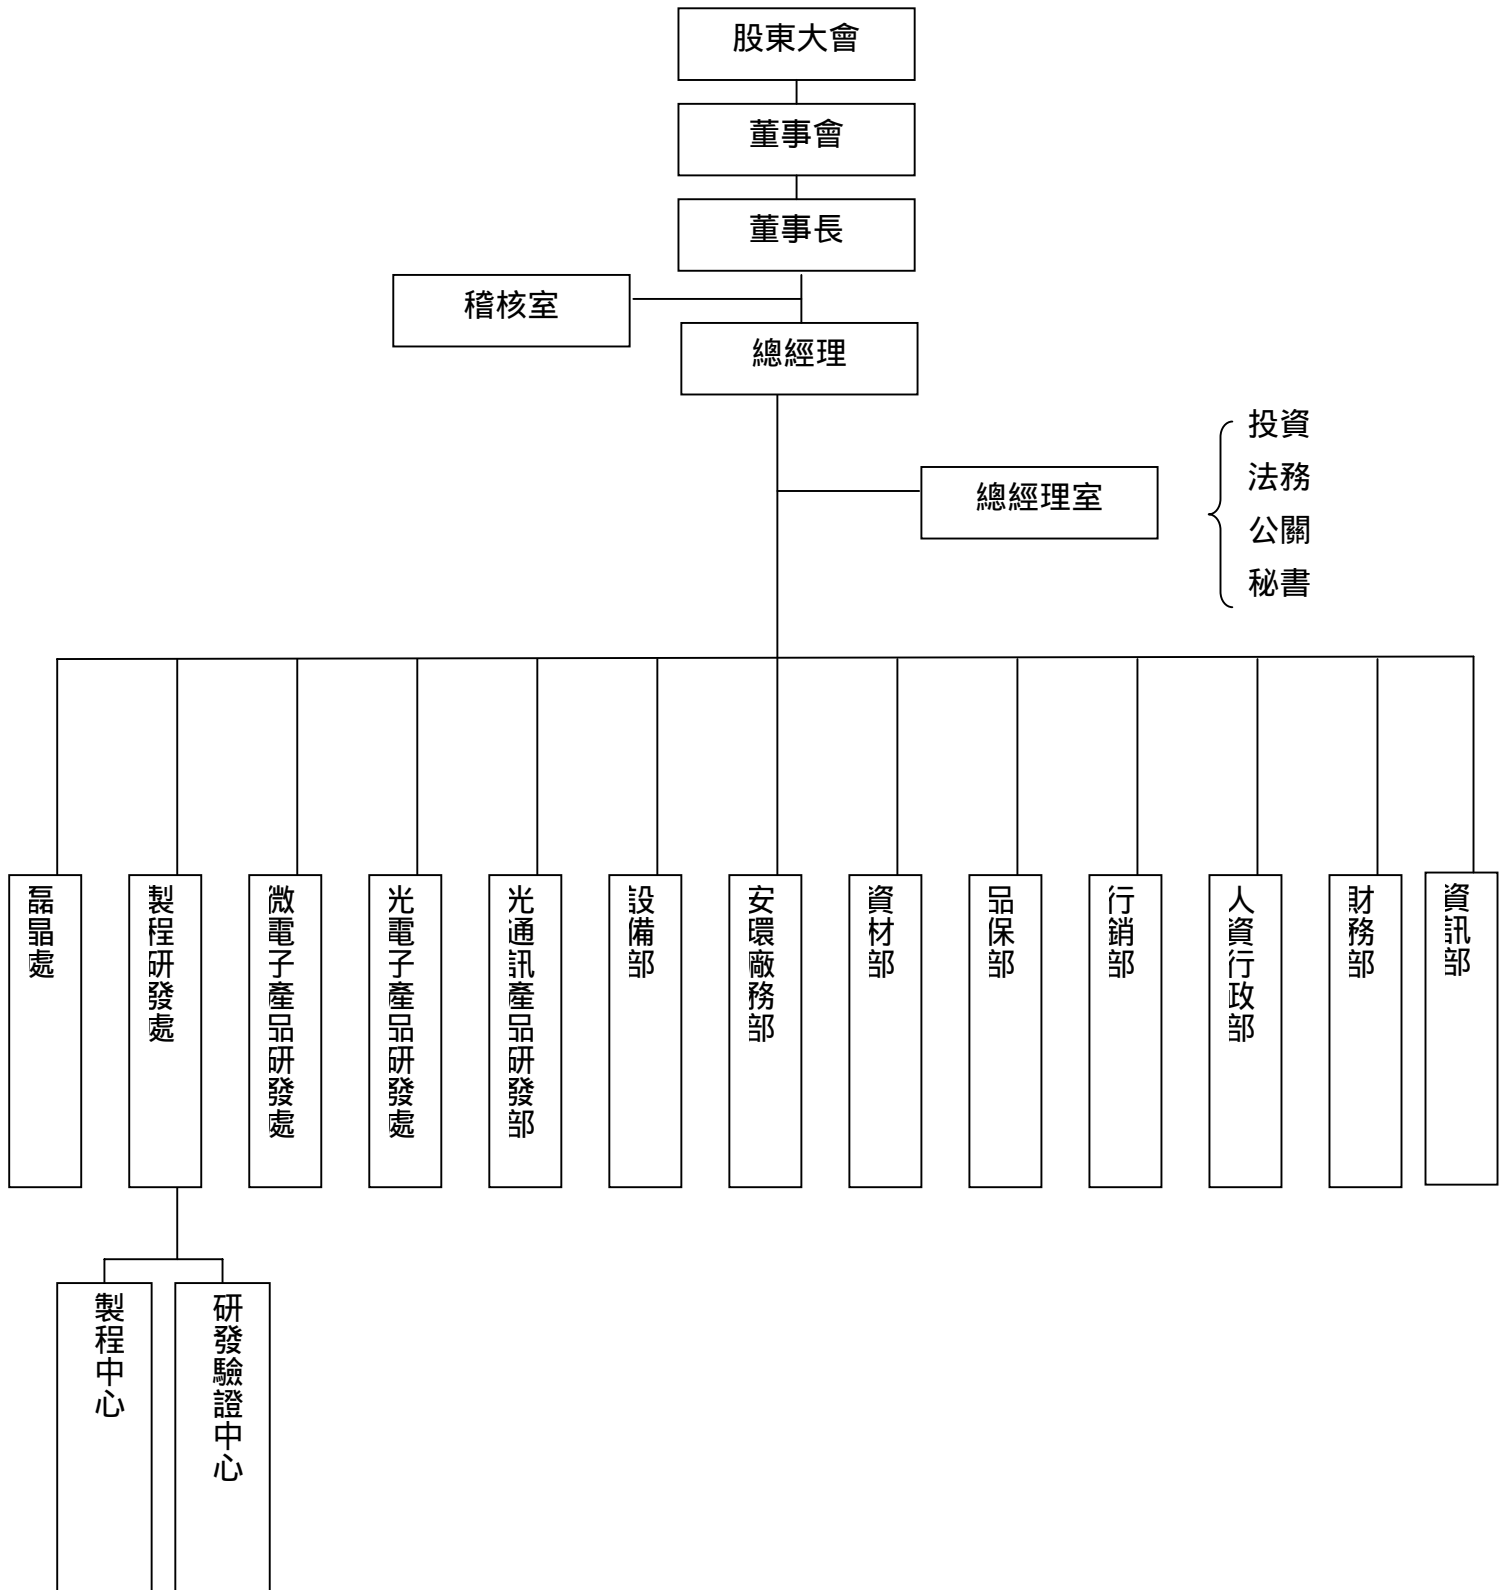 股東大會
董事會
董事長
稽核室
總經理
投資
法務
公關
秘書
總經理室
磊晶處
製程研發處
微電子產品研發處
光電子產品研發處
光通訊產品研發部
設備部
安環廠務部
資材部
品保部
行銷部
人資行政部
財務部
資訊部
製程中心
研發驗證中心